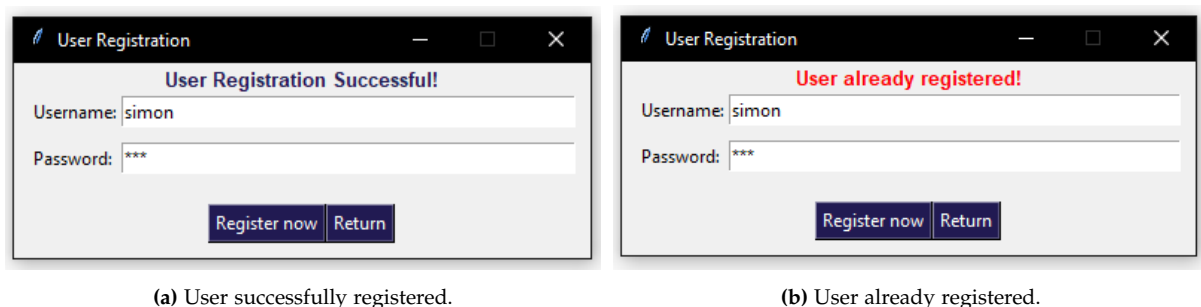 User Registration
User Registration Successful!
Username: simon
Password: ***
Register now Return
(a) User successfully registered.
User Registration
User already registered!
Username: simon
Password: ***
Register now Return
(b) User already registered.